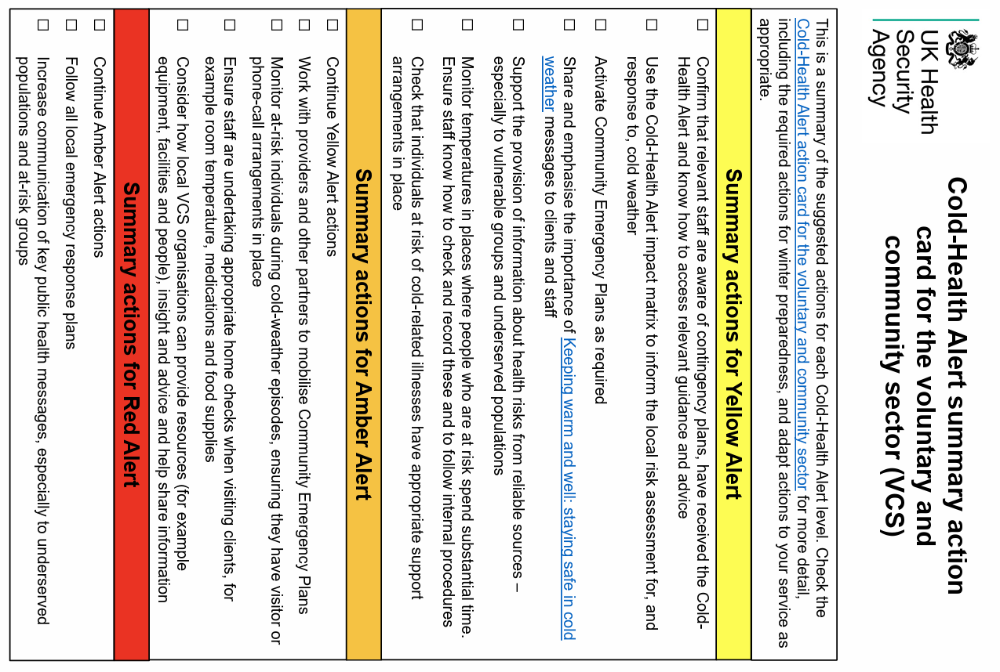 UK Health
Security
Agency
Cold-Health Alert summary action
card for the voluntary and
community sector (VCS)
This is a summary of the suggested actions for each Cold-Health Alert level. Check the
Cold-Health Alert action card for the voluntary and community sector for more detail,
including the required actions for winter preparedness, and adapt actions to your service as
appropriate.
Summary actions for Yellow Alert
☐ Confirm that relevant staff are aware of contingency plans, have received the Cold-
Health Alert and know how to access relevant guidance and advice
☐ Use the Cold-Health Alert impact matrix to inform the local risk assessment for, and
response to, cold weather
☐ Activate Community Emergency Plans as required
☐ Share and emphasise the importance of Keeping warm and well: staying safe in cold
weather messages to clients and staff
☐ Support the provision of information about health risks from reliable sources –
especially to vulnerable groups and underserved populations
☐ Monitor temperatures in places where people who are at risk spend substantial time.
Ensure staff know how to check and record these and to follow internal procedures
☐ Check that individuals at risk of cold-related illnesses have appropriate support
arrangements in place
Summary actions for Amber Alert
☐ Continue Yellow Alert actions
☐ Work with providers and other partners to mobilise Community Emergency Plans
☐ Monitor at-risk individuals during cold-weather episodes, ensuring they have visitor or
phone-call arrangements in place
☐ Ensure staff are undertaking appropriate home checks when visiting clients, for
example room temperature, medications and food supplies
☐ Consider how local VCS organisations can provide resources (for example
equipment, facilities and people), insight and advice and help share information
Summary actions for Red Alert
☐ Continue Amber Alert actions
☐ Follow all local emergency response plans
☐ Increase communication of key public health messages, especially to underserved
populations and at-risk groups